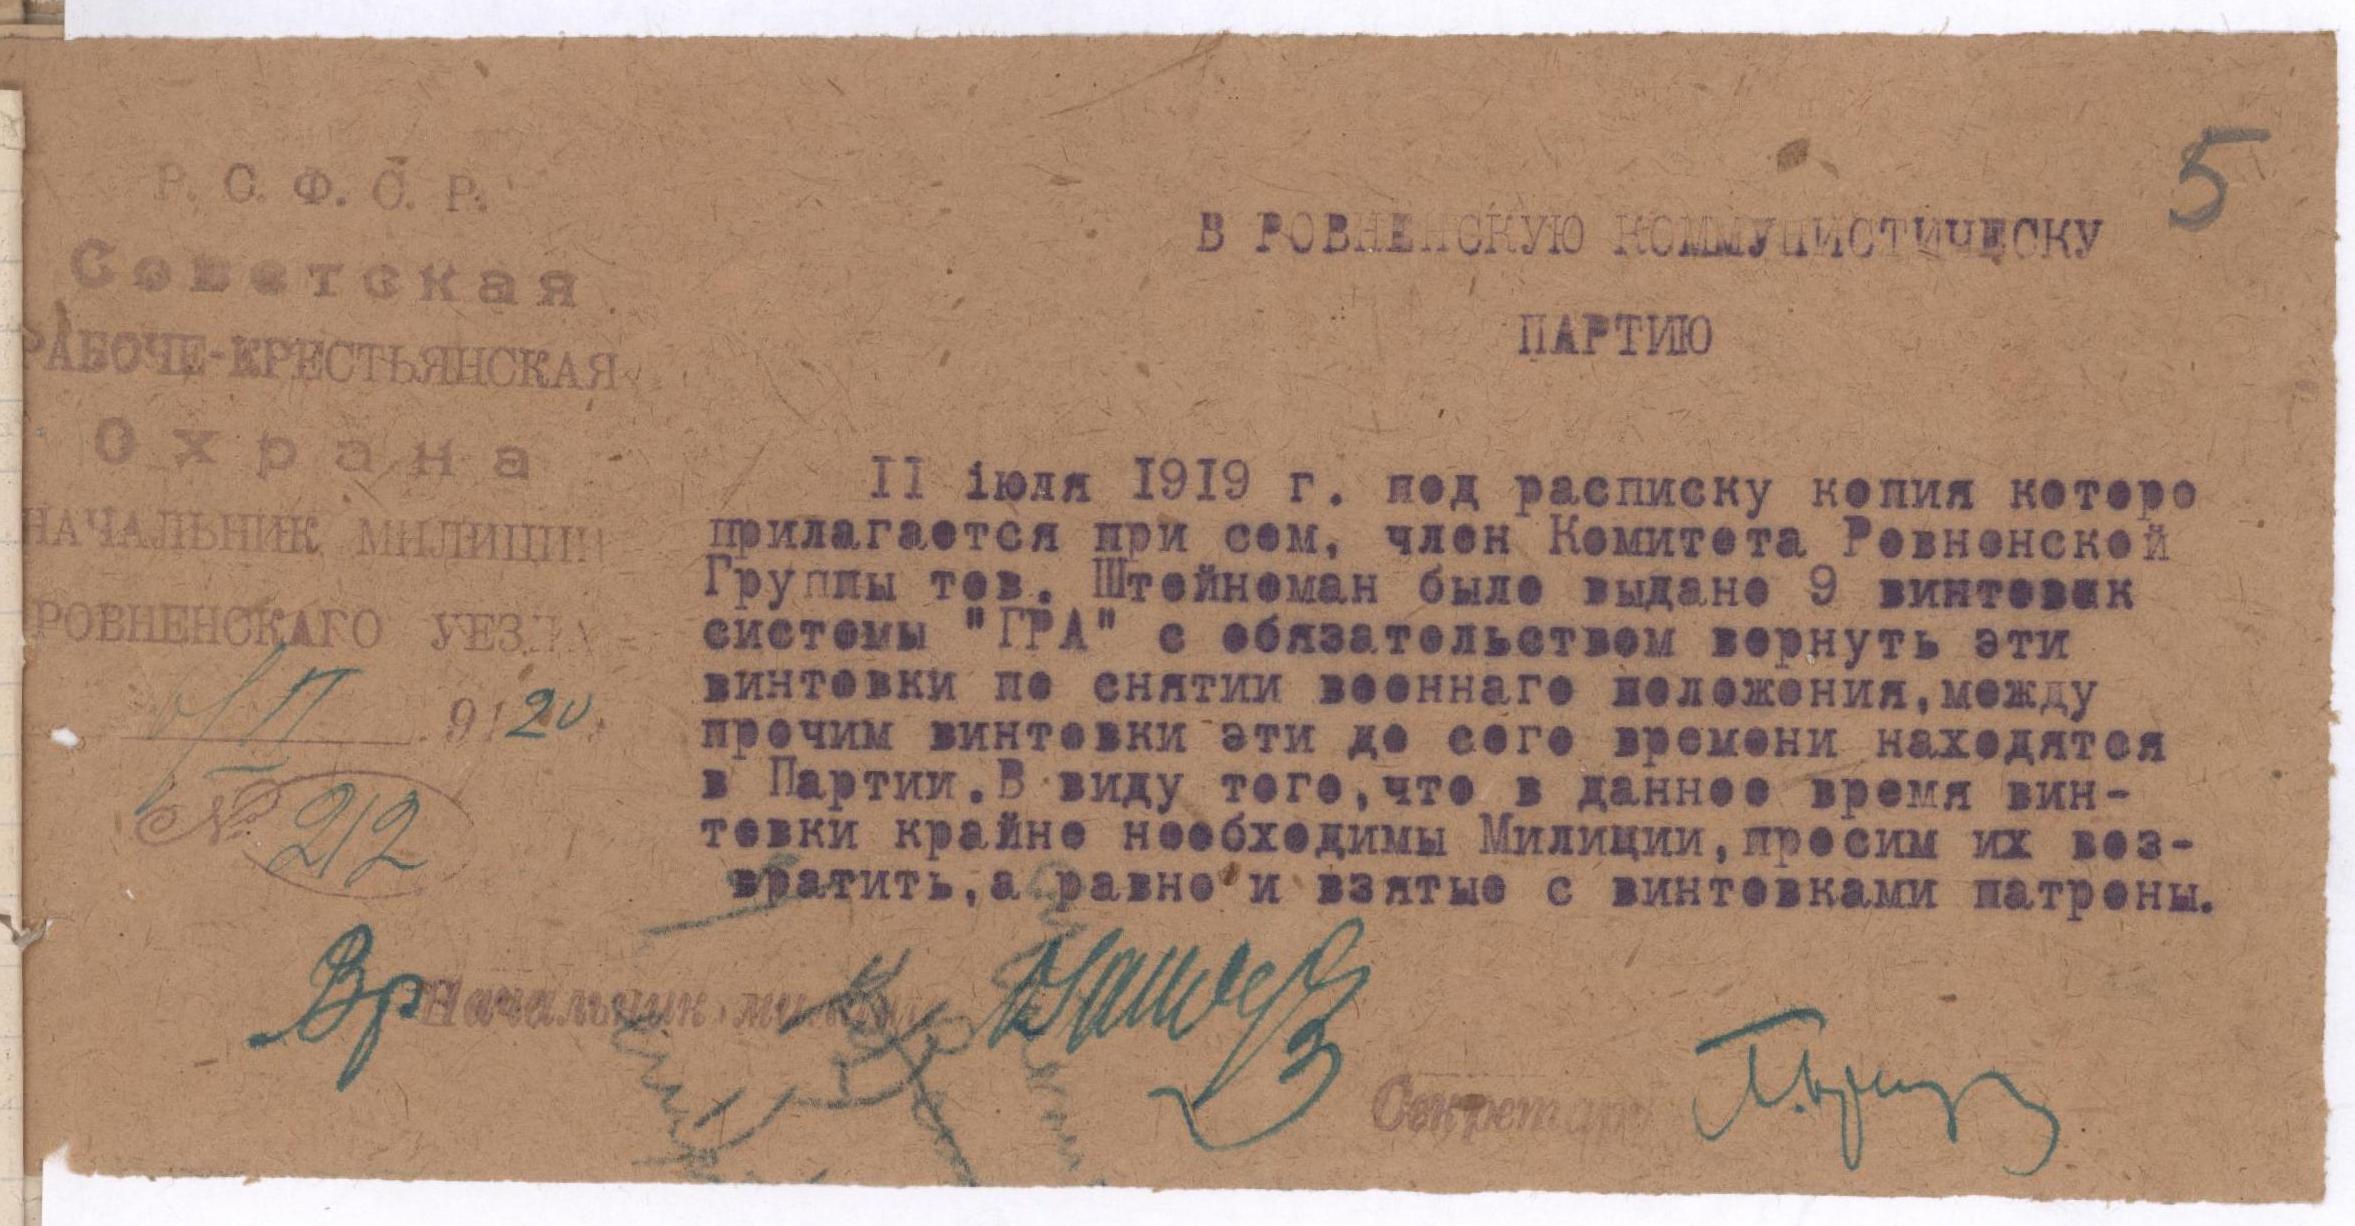 Р. С. Ф. С. Р.
Советская
РАБОЧЕ-КРЕСТЬЯНСКАЯ
Охрана
НАЧАЛЬНИК МИЛИЦИИ
РОВНЕНСКАГО УЕЗДА
9120
№ 212
5
В РОВНЕНСКУЮ КОММУНИСТИЧЕСКУ
ПАРТИЮ
II iюля I9I9 г. под расписку копия которо
прилагается при сем, член Комитета Ровненской
Группы тов. Штейноман было выдано 9 винтовок
системы "ГРА" с обязательством вернуть эти
винтовки по снятии военнаго положения,между
прочим винтовки эти до сего времени находятся
в Партии.В виду того,что в данное время вин-
товки крайне необходимы Милиции,просим их воз-
вратить,а равно и взятые с винтовками патроны.
Вр Начальник милиции
Секретарь